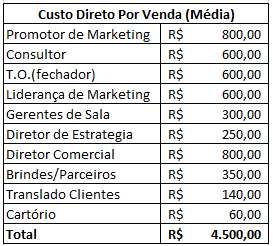 Custo Direto Por Venda (Média)
Promotor de Marketing R$ 800,00
Consultor R$ 600,00
T.O.(fechador) R$ 600,00
Liderança de Marketing R$ 600,00
Gerentes de Sala R$ 300,00
Diretor de Estrategia R$ 250,00
Diretor Comercial R$ 800,00
Brindes/Parceiros R$ 350,00
Translado Clientes R$ 140,00
Cartório R$ 60,00
Total R$ 4.500,00